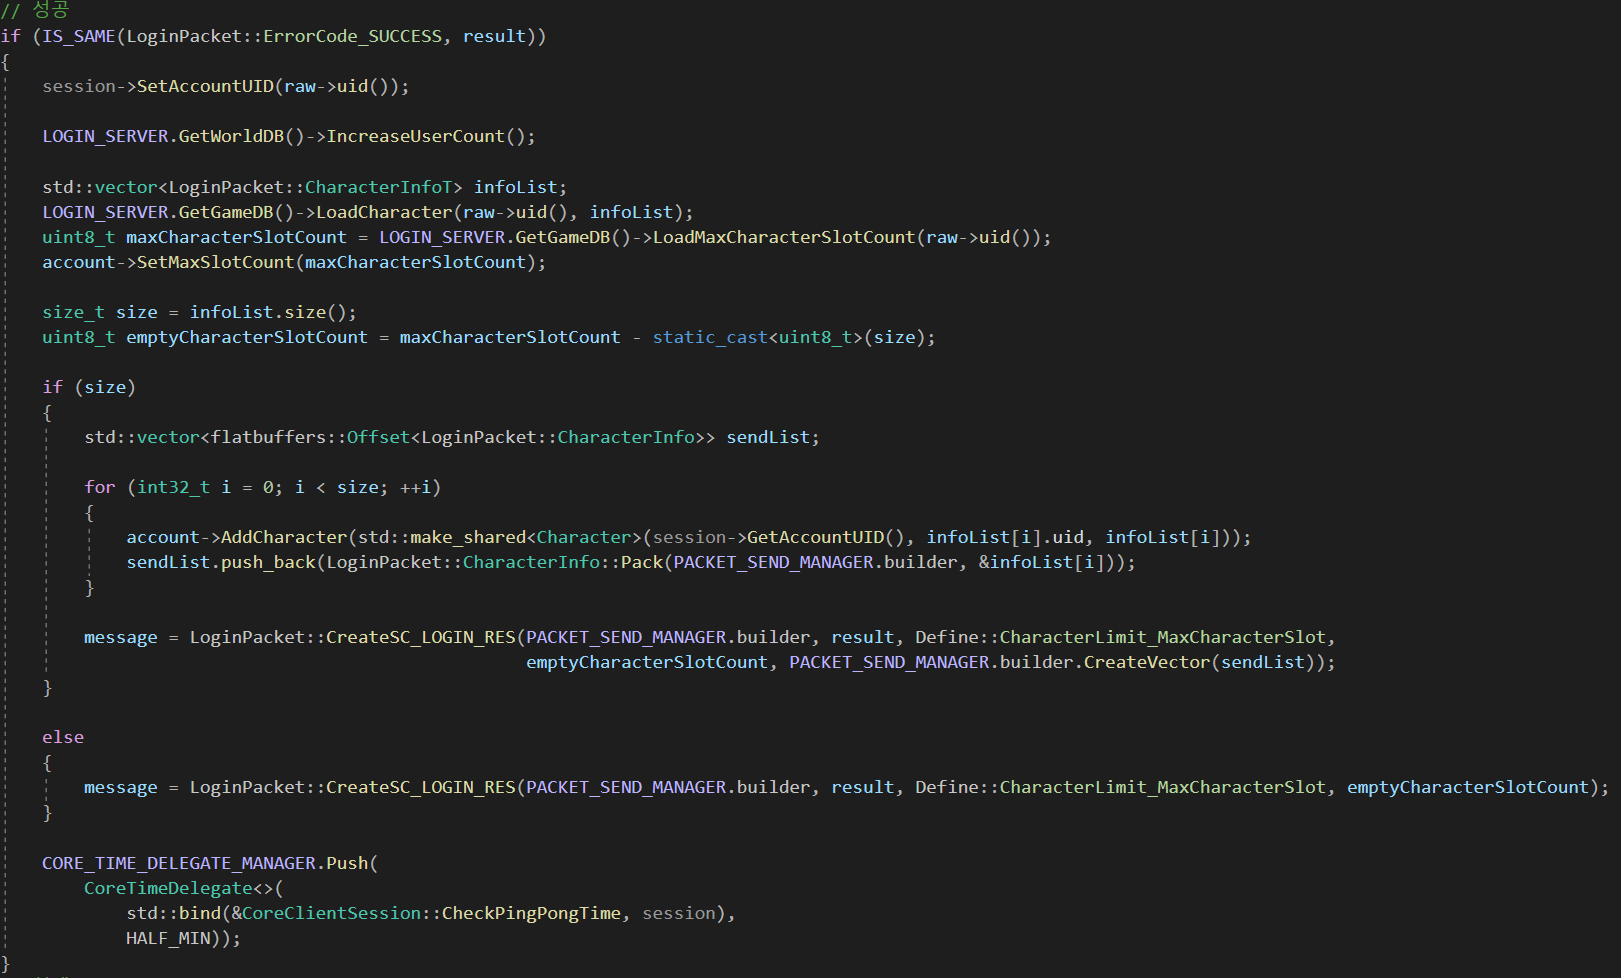 // 성공
if (IS_SAME(LoginPacket::ErrorCode_SUCCESS, result))
{
session->SetAccountUID(raw->uid());
LOGIN_SERVER.GetWorldDB()->IncreaseUserCount();
std::vector<LoginPacket::CharacterInfoT> infoList;
LOGIN_SERVER.GetGameDB()->LoadCharacter(raw->uid(), infoList);
uint8_t maxCharacterSlotCount = LOGIN_SERVER.GetGameDB()->LoadMaxCharacterSlotCount(raw->uid());
account->SetMaxSlotCount(maxCharacterSlotCount);
size_t size = infoList.size();
uint8_t emptyCharacterSlotCount = maxCharacterSlotCount - static_cast<uint8_t>(size);
if (size)
{
std::vector<flatbuffers::Offset<LoginPacket::CharacterInfo>> sendList;
for (int32_t i = 0; i < size; ++i)
{
account->AddCharacter(std::make_shared<Character>(session->GetAccountUID(), infoList[i].uid, infoList[i]));
sendList.push_back(LoginPacket::CharacterInfo::Pack(PACKET_SEND_MANAGER.builder, &infoList[i]));
}
message = LoginPacket::CreateSC_LOGIN_RES(PACKET_SEND_MANAGER.builder, result, Define::CharacterLimit_MaxCharacterSlot,
emptyCharacterSlotCount, PACKET_SEND_MANAGER.builder.CreateVector(sendList));
}
else
{
message = LoginPacket::CreateSC_LOGIN_RES(PACKET_SEND_MANAGER.builder, result, Define::CharacterLimit_MaxCharacterSlot, emptyCharacterSlotCount);
}
CORE_TIME_DELEGATE_MANAGER.Push(
CoreTimeDelegate<>(
std::bind(&CoreClientSession::CheckPingPongTime, session),
HALF_MIN));
}